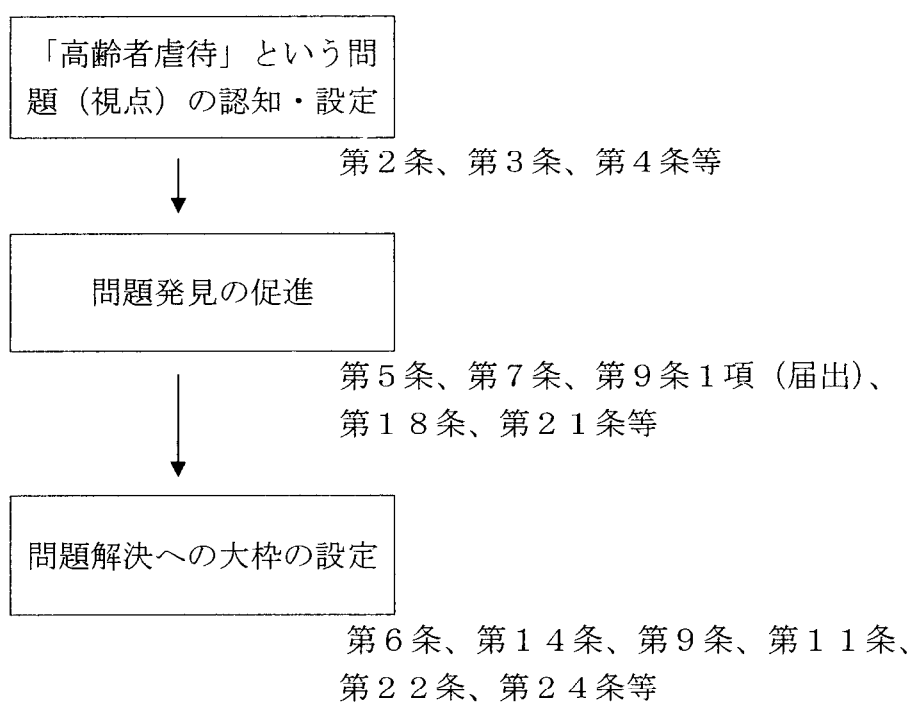 「高齢者虐待」という問
題（視点）の認知・設定
第２条、第３条、第４条等
問題発見の促進
第５条、第７条、第９条１項（届出）、
第１８条、第２１条等
問題解決への大枠の設定
第６条、第１４条、第９条、第１１条、
第２２条、第２４条等